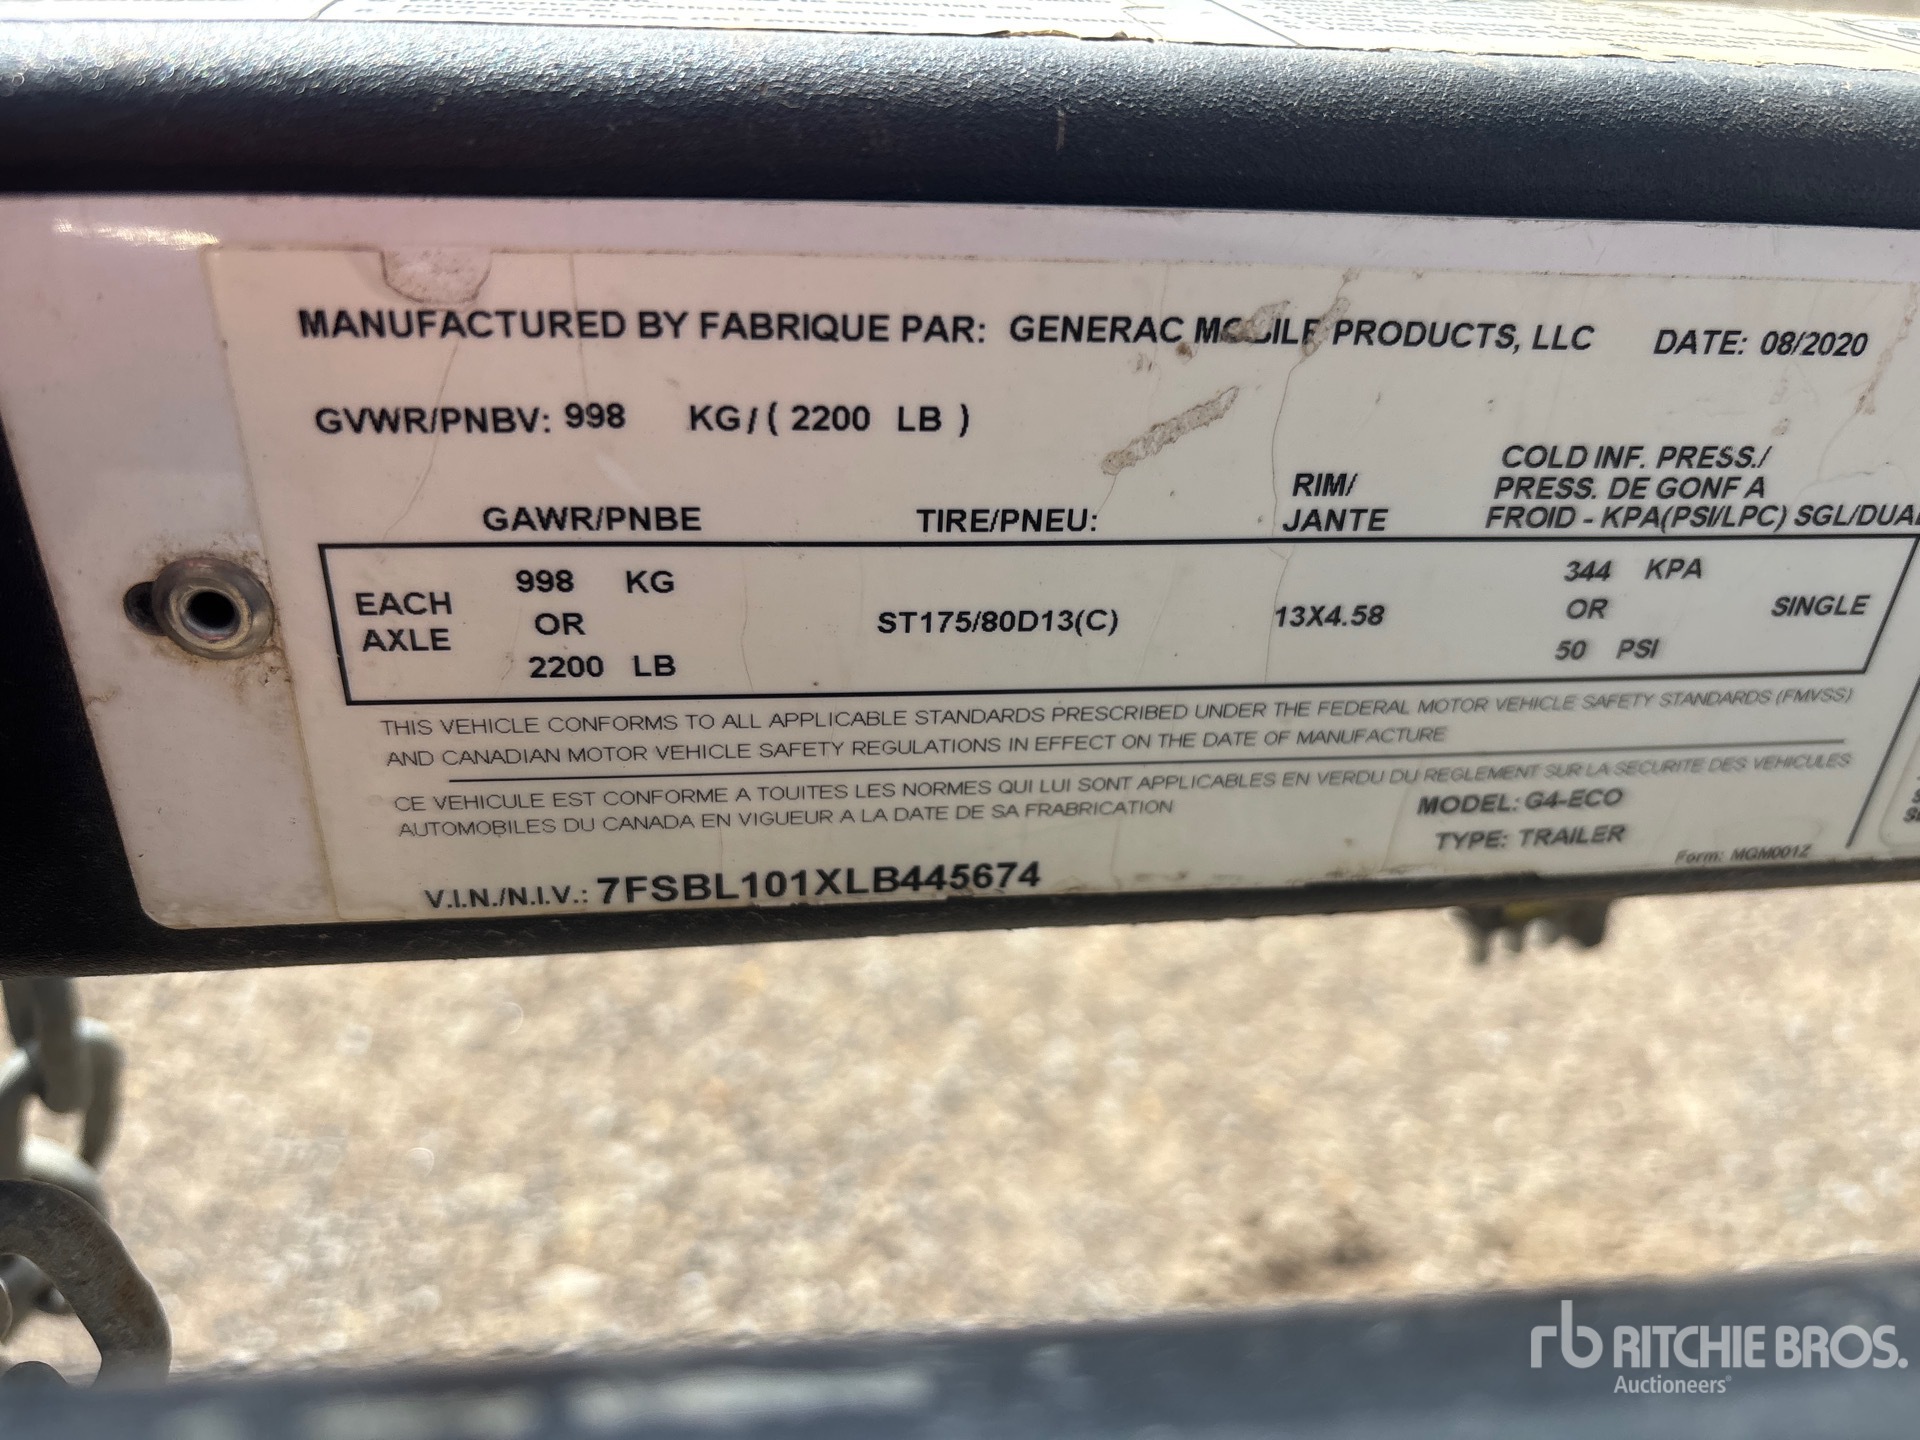 MANUFACTURED BY FABRIQUE PAR: GENERAC MOBILE PRODUCTS, LLC DATE: 08/2020
GVWR/PNBV: 998 KG / ( 2200 LB )
GAWR/PNBE TIRE/PNEU: RIM/ JANTE COLD INF. PRESS./
PRESS. DE GONF A
FROID - KPA(PSI/LPC) SGL/DUAL
EACH AXLE 998 KG OR 2200 LB ST175/80D13(C) 13X4.58 344 KPA OR 50 PSI SINGLE
THIS VEHICLE CONFORMS TO ALL APPLICABLE STANDARDS PRESCRIBED UNDER THE FEDERAL MOTOR VEHICLE SAFETY STANDARDS (FMVSS)
AND CANADIAN MOTOR VEHICLE SAFETY REGULATIONS IN EFFECT ON THE DATE OF MANUFACTURE
CE VEHICULE EST CONFORME A TOUITES LES NORMES QUI LUI SONT APPLICABLES EN VERDU DU REGLEMENT SUR LA SECURITE DES VEHICULES
AUTOMOBILES DU CANADA EN VIGUEUR A LA DATE DE SA FRABRICATION
MODEL: G4-ECO
TYPE: TRAILER
Form: MGM001Z
V.I.N./N.I.V.: 7FSBL101XLB445674
rb RITCHIE BROS.
Auctioneers